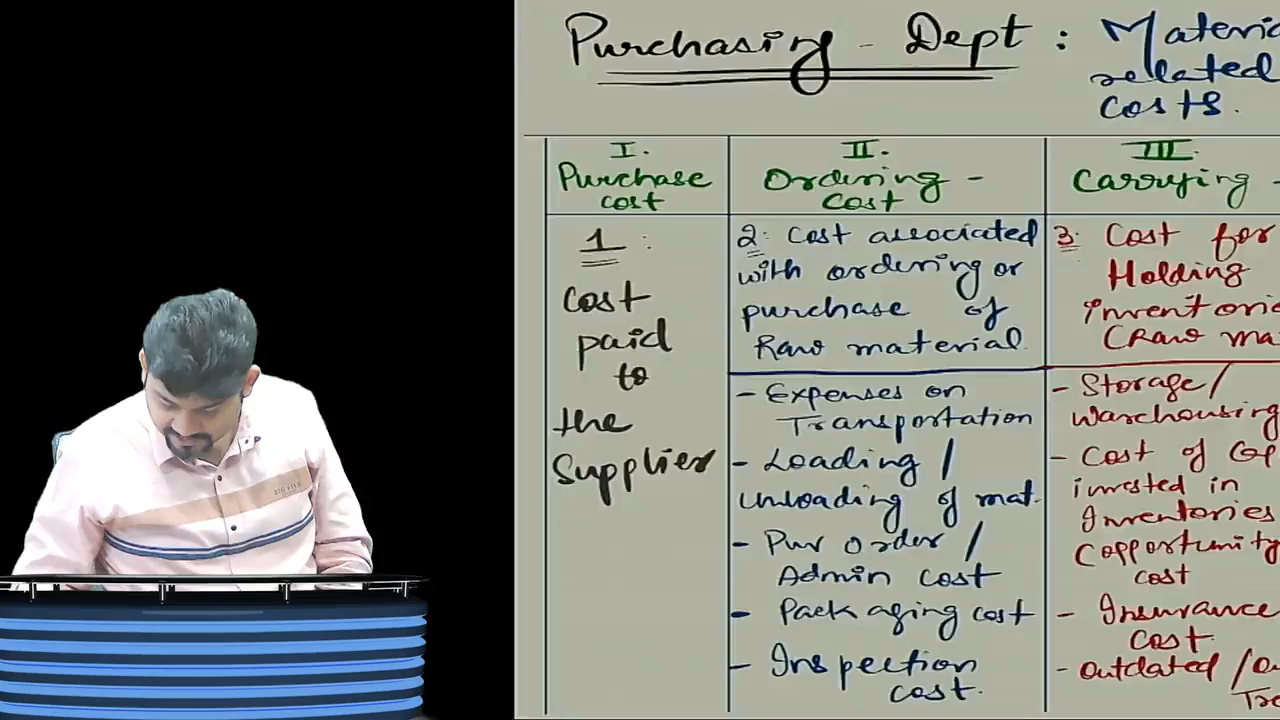 Purchasing - Dept : Materia
related
costs.
I.
Purchase
cost
II.
Ordering -
cost
III
Carrying -
1 :
cost
paid
to
the
Supplier
2: Cost associated
with ordering or
purchase of
Raw material
- Expenses on
Transportation
- Loading /
unloading of mat.
- Pur order /
Admin cost
- Packaging cost
- Inspection
cost.
3: Cost for
Holding
inventori
(Raw ma
- Storage/
Warehousing
- Cost of
invested in
Inventories
(opportunity
cost
- Insurance
cost.
- Outdated /